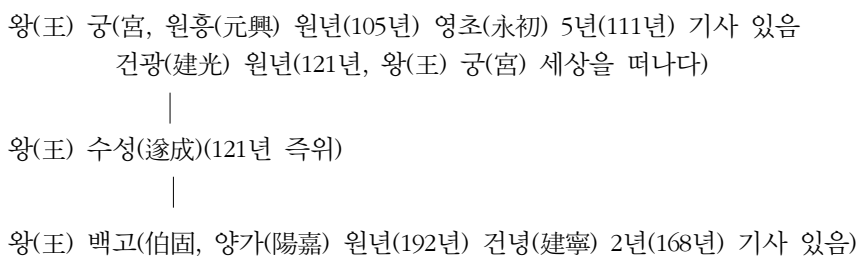 왕(王) 궁(宮, 원흥(元興) 원년(105년) 영초(永初) 5년(111년) 기사 있음
건광(建光) 원년(121년, 왕(王) 궁(宮) 세상을 떠나다)
왕(王) 수성(遂成)(121년 즉위)
왕(王) 백고(伯固, 양가(陽嘉) 원년(192년) 건녕(建寧) 2년(168년) 기사 있음)